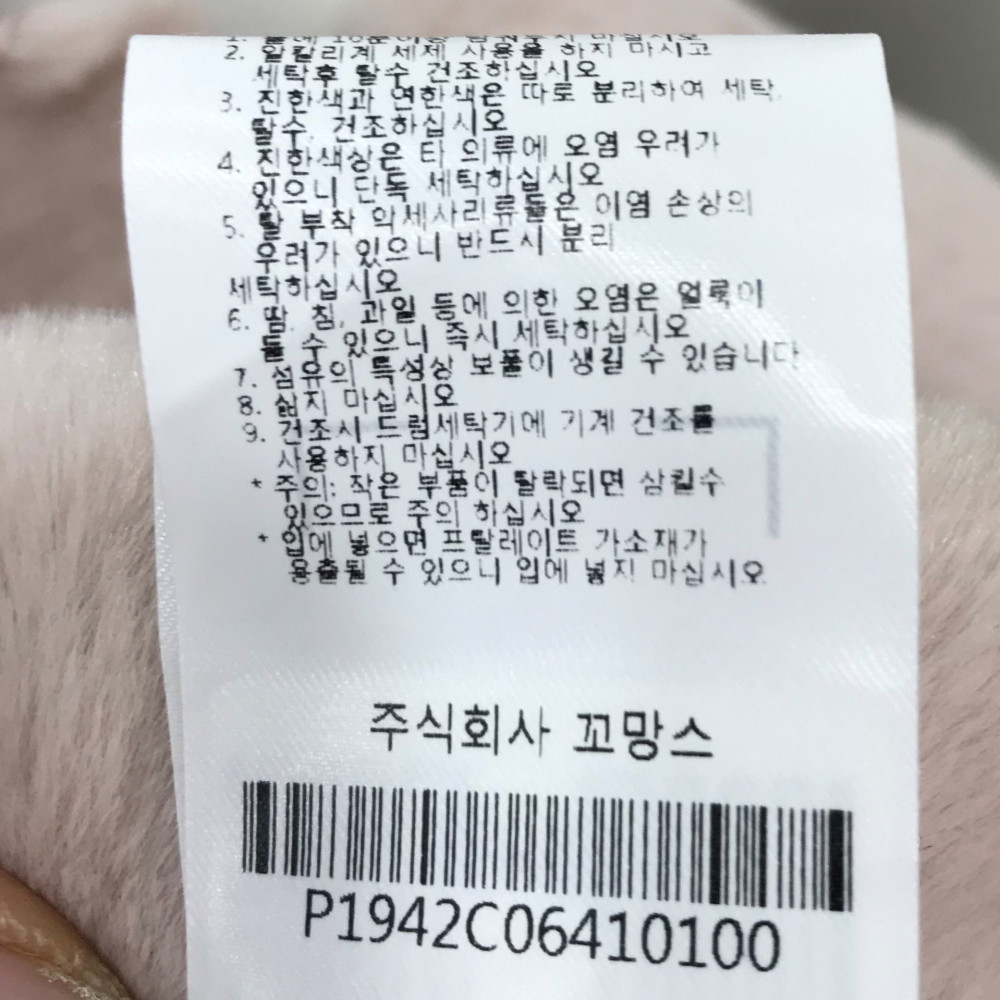 2. 알칼리계 세제 사용을 하지 마시고
세탁후 탈수 건조하십시오
3. 진한색과 연한색은 따로 분리하여 세탁,
탈수, 건조하십시오
4. 진한색상은 타 의류에 오염 우려가
있으니 단독 세탁하십시오
5. 탈 부착 악세사리류들은 이염 손상의
우려가 있으니 반드시 분리
세탁하십시오
6. 땀, 침, 과일 등에 의한 오염은 얼룩이
될 수 있으니 즉시 세탁하십시오
7. 섬유의 특성상 보풀이 생길 수 있습니다
8. 삶지 마십시오
9. 건조시 드럼세탁기에 기계 건조를
사용하지 마십시오
* 주의: 작은 부품이 탈락되면 삼킬수
있으므로 주의 하십시오
* 입에 넣으면 프탈레이트 가소재가
용출될 수 있으니 입에 넣지 마십시오
주식회사 꼬망스
P1942C06410100